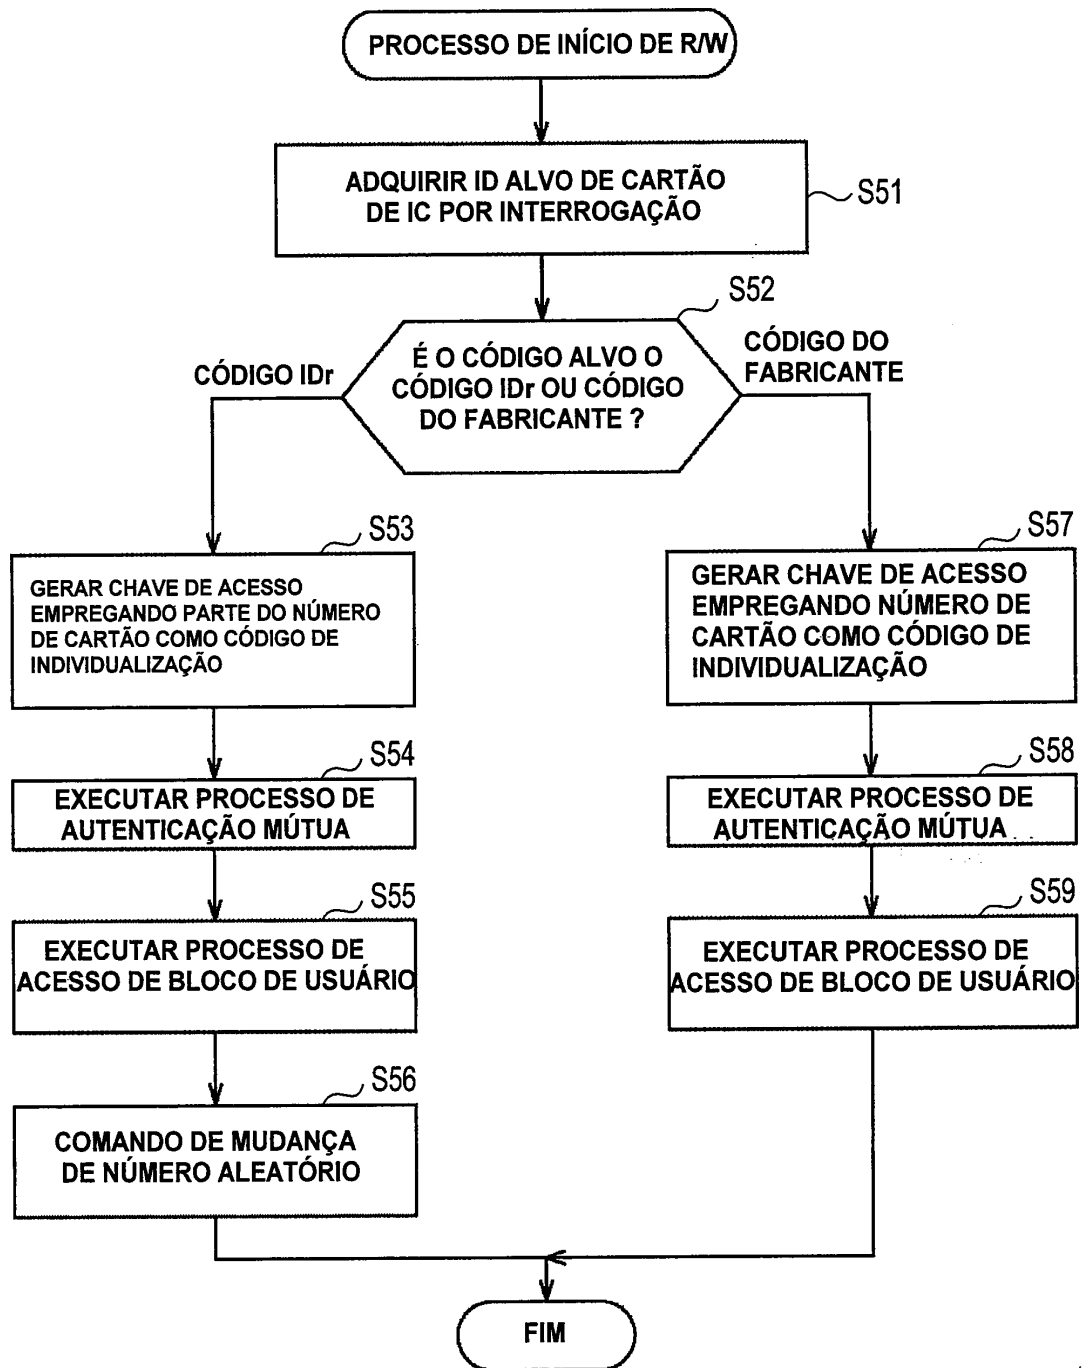 PROCESSO DE INÍCIO DE R/W
ADQUIRIR ID ALVO DE CARTÃO
DE IC POR INTERROGAÇÃO
S51
S52
É O CÓDIGO ALVO O
CÓDIGO IDr OU CÓDIGO
DO FABRICANTE ?
CÓDIGO IDr
CÓDIGO DO
FABRICANTE
S53
GERAR CHAVE DE ACESSO
EMPREGANDO PARTE DO NÚMERO
DE CARTÃO COMO CÓDIGO DE
INDIVIDUALIZAÇÃO
S54
EXECUTAR PROCESSO DE
AUTENTICAÇÃO MÚTUA
S55
EXECUTAR PROCESSO DE
ACESSO DE BLOCO DE USUÁRIO
S56
COMANDO DE MUDANÇA
DE NÚMERO ALEATÓRIO
S57
GERAR CHAVE DE ACESSO
EMPREGANDO NÚMERO DE
CARTÃO COMO CÓDIGO DE
INDIVIDUALIZAÇÃO
S58
EXECUTAR PROCESSO DE
AUTENTICAÇÃO MÚTUA
S59
EXECUTAR PROCESSO DE
ACESSO DE BLOCO DE USUÁRIO
FIM